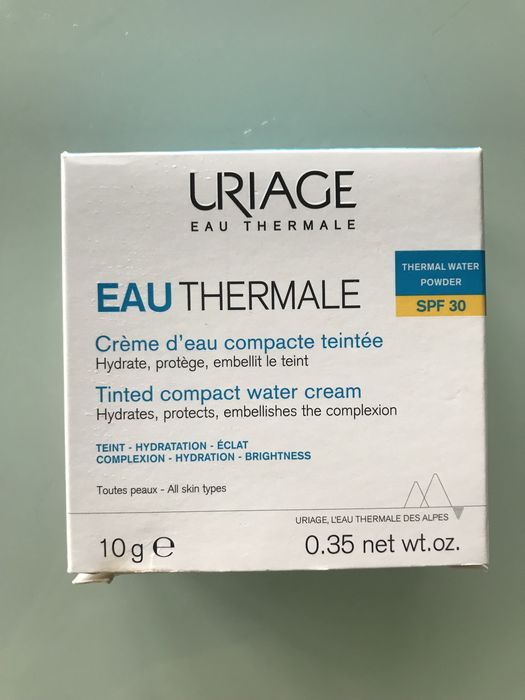 URIAGE
EAU THERMALE
THERMAL WATER
POWDER
SPF 30
EAU THERMALE
Crème d'eau compacte teintée
Hydrate, protège, embellit le teint
Tinted compact water cream
Hydrates, protects, embellishes the complexion
TEINT - HYDRATATION - ÉCLAT
COMPLEXION - HYDRATION - BRIGHTNESS
Toutes peaux - All skin types
URIAGE, L'EAU THERMALE DES ALPES
10 g e 0.35 net wt.oz.